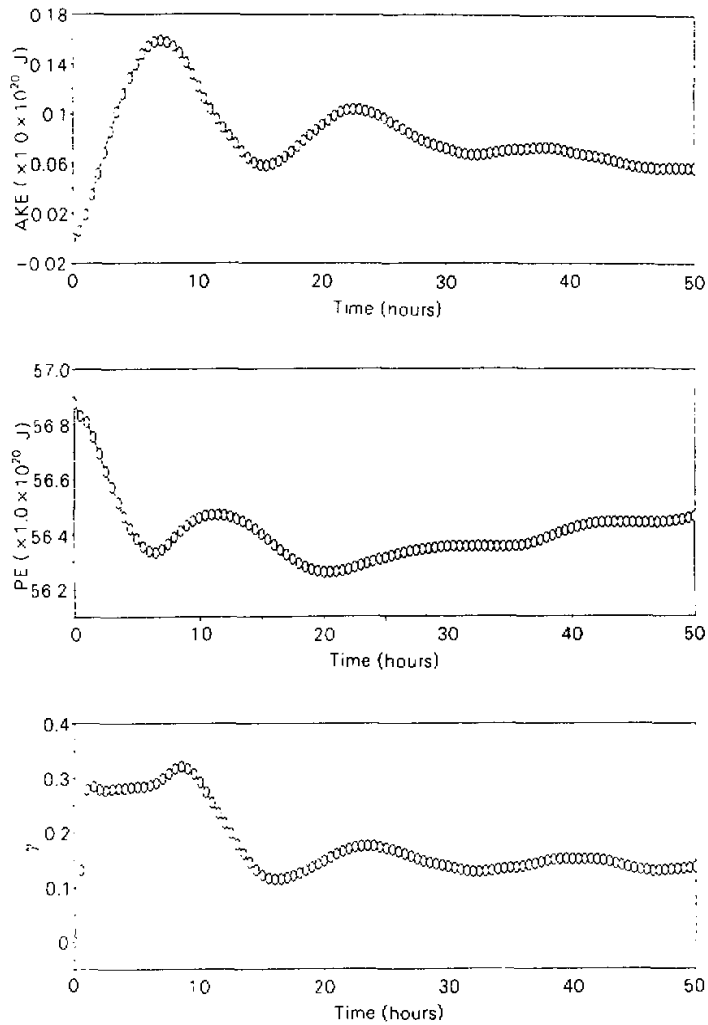 0 18
0 14
0 1
0 06
0 02
-0 02
AKE ( ×1 0 × 10²⁰ J)
0 10 20 30 40 50
Time (hours)
57.0
56 8
56.6
56.4
56 2
PE ( ×1.0 × 10²⁰ J)
0 10 20 30 40 50
Time (hours)
0.4
0.3
0.2
0.1
0
γ
0 10 20 30 40 50
Time (hours)